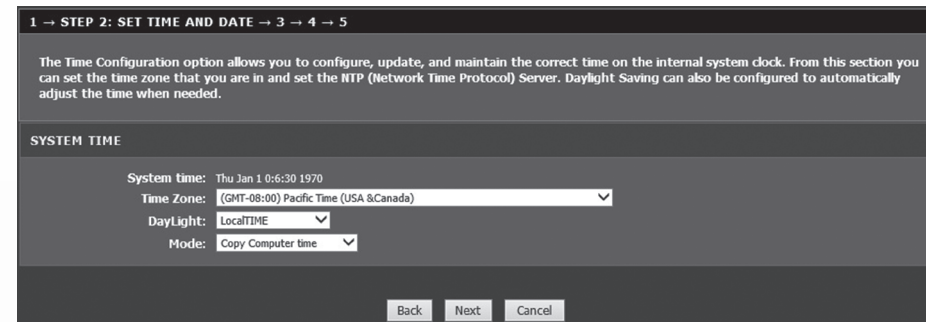 1 → STEP 2: SET TIME AND DATE → 3 → 4 → 5
The Time Configuration option allows you to configure, update, and maintain the correct time on the internal system clock. From this section you
can set the time zone that you are in and set the NTP (Network Time Protocol) Server. Daylight Saving can also be configured to automatically
adjust the time when needed.
SYSTEM TIME
System time: Thu Jan 1 0:6:30 1970
Time Zone: (GMT-08:00) Pacific Time (USA &Canada)
DayLight: LocalTIME
Mode: Copy Computer time
Back Next Cancel